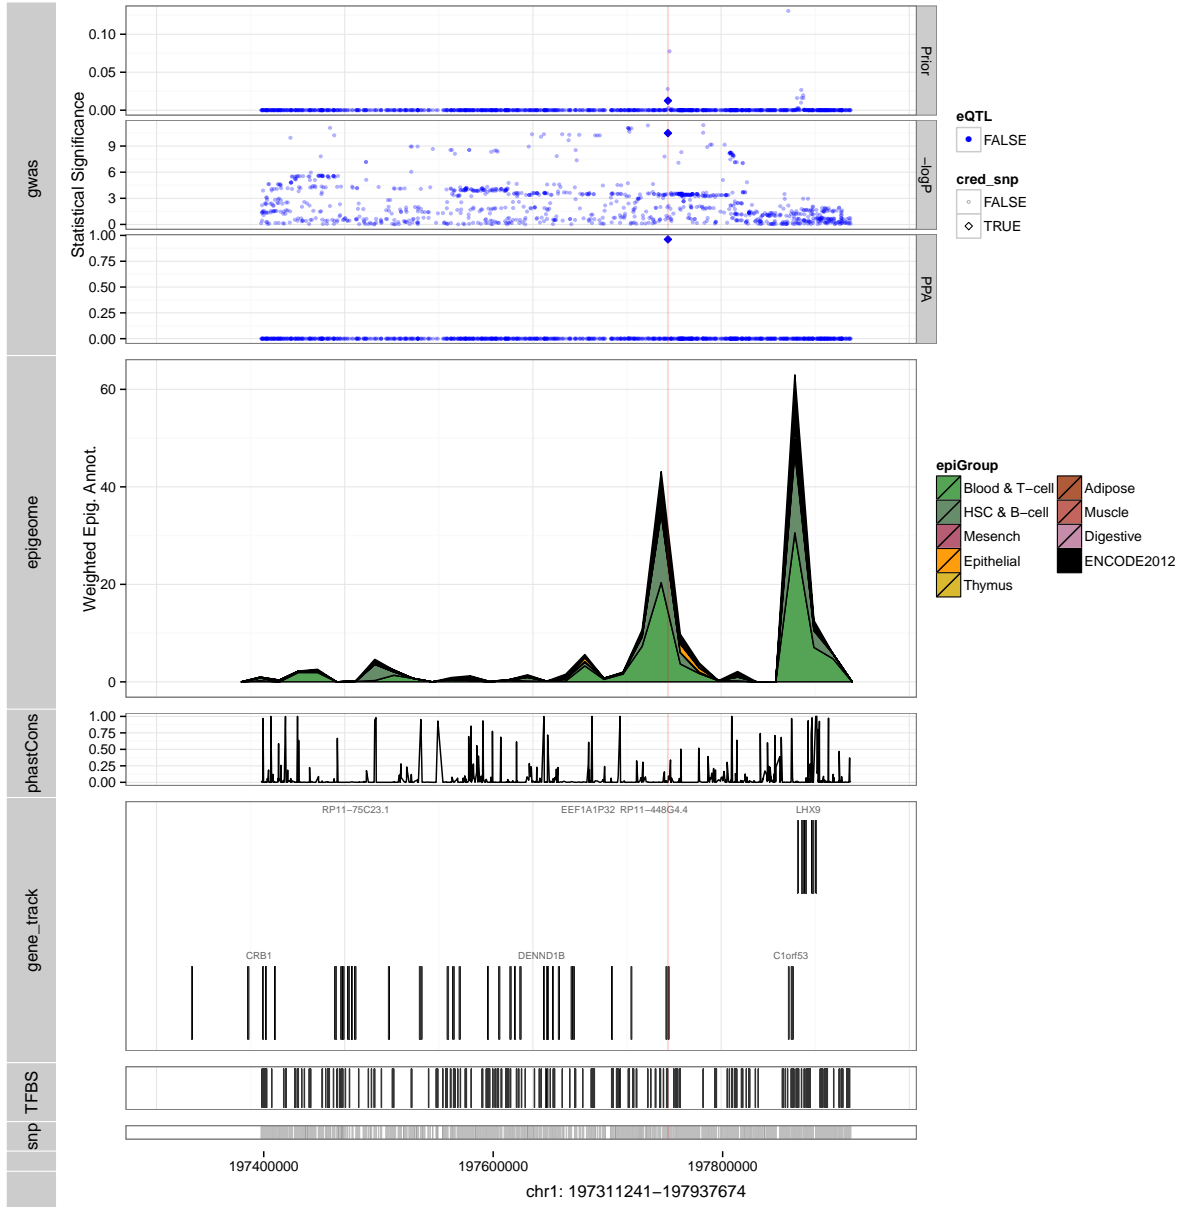 gwas
Statistical Significance
0.10
0.05
0.00
Prior
9
6
3
0
−logP
1.00
0.75
0.50
0.25
0.00
PPA
eQTL
FALSE
cred_snp
FALSE
TRUE
epigeome
Weighted Epig. Annot.
60
40
20
0
epiGroup
Blood & T−cell
HSC & B−cell
Mesench
Epithelial
Thymus
Adipose
Muscle
Digestive
ENCODE2012
phastCons
1.00
0.75
0.50
0.25
0.00
gene_track
RP11−75C23.1
EEF1A1P32
RP11−448G4.4
LHX9
CRB1
DENND1B
C1orf53
TFBS
snp
197400000
197600000
197800000
chr1: 197311241−197937674